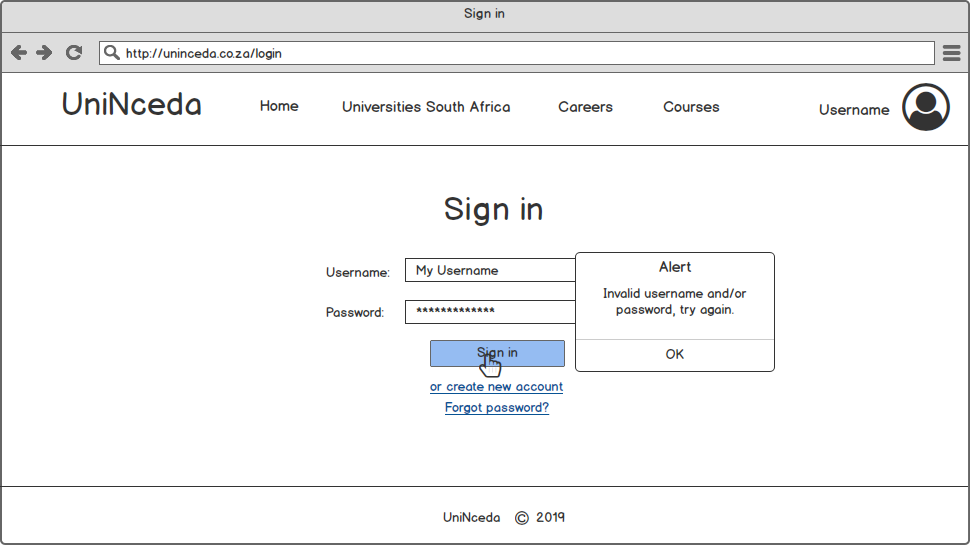 Sign in
http://uninceda.co.za/login
UniNceda Home Universities South Africa Careers Courses Username
Sign in
Username: My Username
Password: *************
Alert
Invalid username and/or
password, try again.
OK
Sign in
or create new account
Forgot password?
UniNceda © 2019